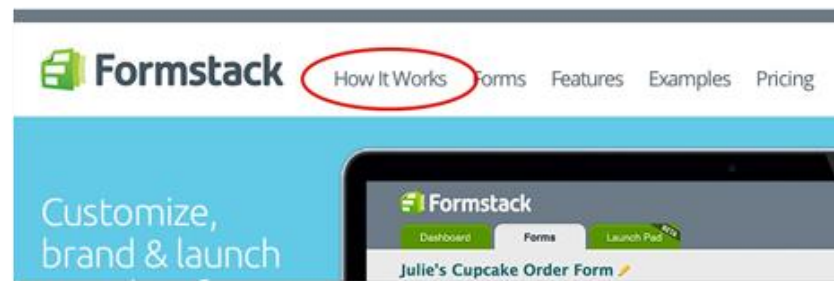 Formstack
How It Works Forms Features Examples Pricing
Customize,
brand & launch
Formstack
Dashboard Forms Launch Pad BETA
Julie's Cupcake Order Form